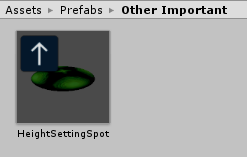 Assets ▸ Prefabs ▸ Other Important
HeightSettingSpot